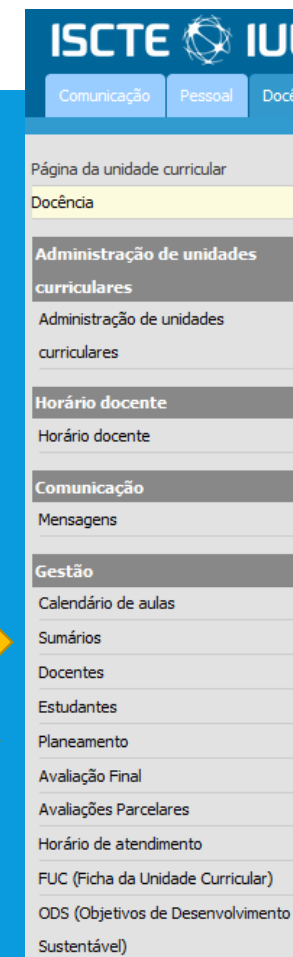 ISCTE IU
Comunicação Pessoal Docê
Página da unidade curricular
Docência
Administração de unidades
curriculares
Administração de unidades
curriculares
Horário docente
Horário docente
Comunicação
Mensagens
Gestão
Calendário de aulas
Sumários
Docentes
Estudantes
Planeamento
Avaliação Final
Avaliações Parcelares
Horário de atendimento
FUC (Ficha da Unidade Curricular)
ODS (Objetivos de Desenvolvimento
Sustentável)